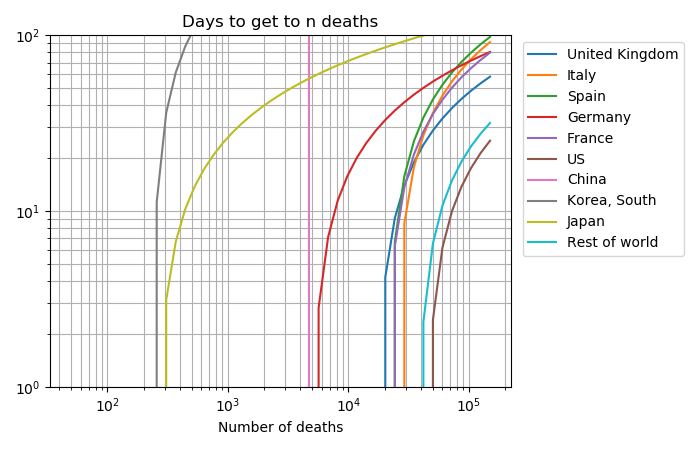 Days to get to n deaths
10²
10¹
10⁰
10² 10³ 10⁴ 10⁵
Number of deaths
United Kingdom
Italy
Spain
Germany
France
US
China
Korea, South
Japan
Rest of world